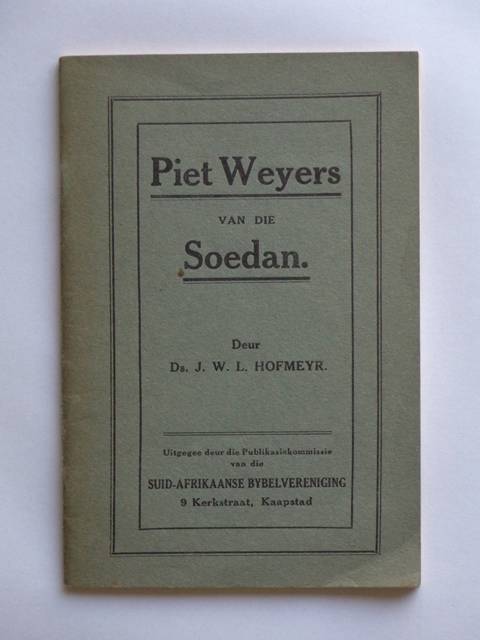 Piet Weyers
VAN DIE
Soedan.
Deur
Ds. J. W. L. HOFMEYR.
Uitgegee deur die Publikasiekommissie
van die
SUID-AFRIKAANSE BYBELVERENIGING
9 Kerkstraat, Kaapstad